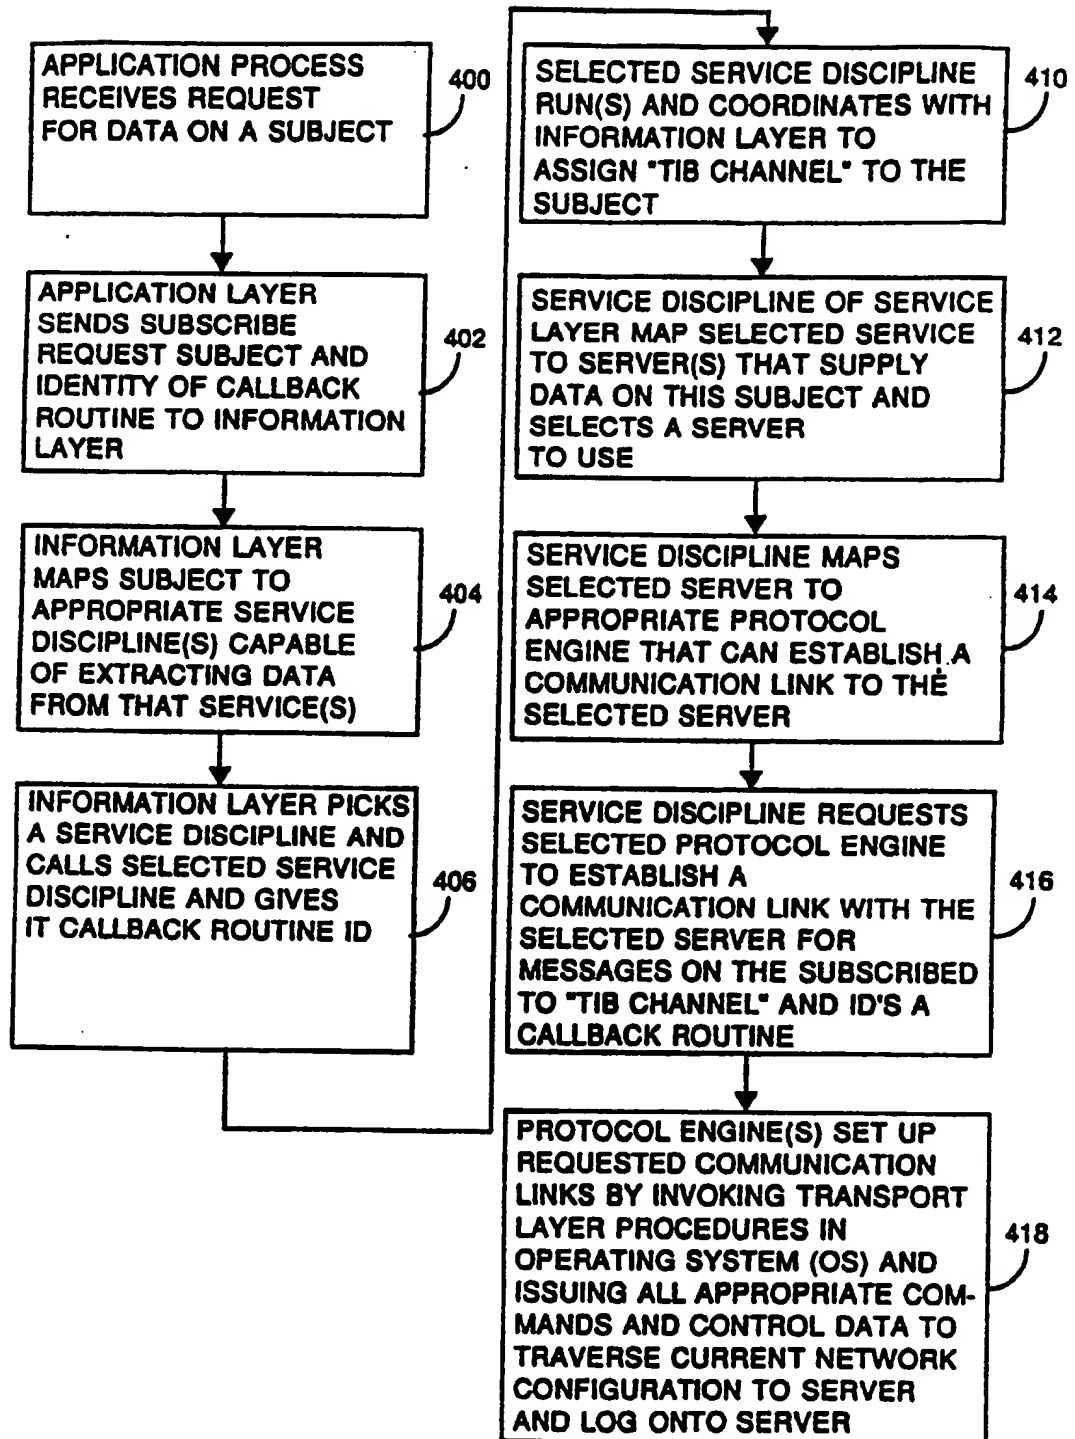 APPLICATION PROCESS
RECEIVES REQUEST
FOR DATA ON A SUBJECT
400
APPLICATION LAYER
SENDS SUBSCRIBE
REQUEST SUBJECT AND
IDENTITY OF CALLBACK
ROUTINE TO INFORMATION
LAYER
402
INFORMATION LAYER
MAPS SUBJECT TO
APPROPRIATE SERVICE
DISCIPLINE(S) CAPABLE
OF EXTRACTING DATA
FROM THAT SERVICE(S)
404
INFORMATION LAYER PICKS
A SERVICE DISCIPLINE AND
CALLS SELECTED SERVICE
DISCIPLINE AND GIVES
IT CALLBACK ROUTINE ID
406
SELECTED SERVICE DISCIPLINE
RUN(S) AND COORDINATES WITH
INFORMATION LAYER TO
ASSIGN "TIB CHANNEL" TO THE
SUBJECT
410
SERVICE DISCIPLINE OF SERVICE
LAYER MAP SELECTED SERVICE
TO SERVER(S) THAT SUPPLY
DATA ON THIS SUBJECT AND
SELECTS A SERVER
TO USE
412
SERVICE DISCIPLINE MAPS
SELECTED SERVER TO
APPROPRIATE PROTOCOL
ENGINE THAT CAN ESTABLISH A
COMMUNICATION LINK TO THE
SELECTED SERVER
414
SERVICE DISCIPLINE REQUESTS
SELECTED PROTOCOL ENGINE
TO ESTABLISH A
COMMUNICATION LINK WITH THE
SELECTED SERVER FOR
MESSAGES ON THE SUBSCRIBED
TO "TIB CHANNEL" AND ID'S A
CALLBACK ROUTINE
416
PROTOCOL ENGINE(S) SET UP
REQUESTED COMMUNICATION
LINKS BY INVOKING TRANSPORT
LAYER PROCEDURES IN
OPERATING SYSTEM (OS) AND
ISSUING ALL APPROPRIATE COM-
MANDS AND CONTROL DATA TO
TRAVERSE CURRENT NETWORK
CONFIGURATION TO SERVER
AND LOG ONTO SERVER
418